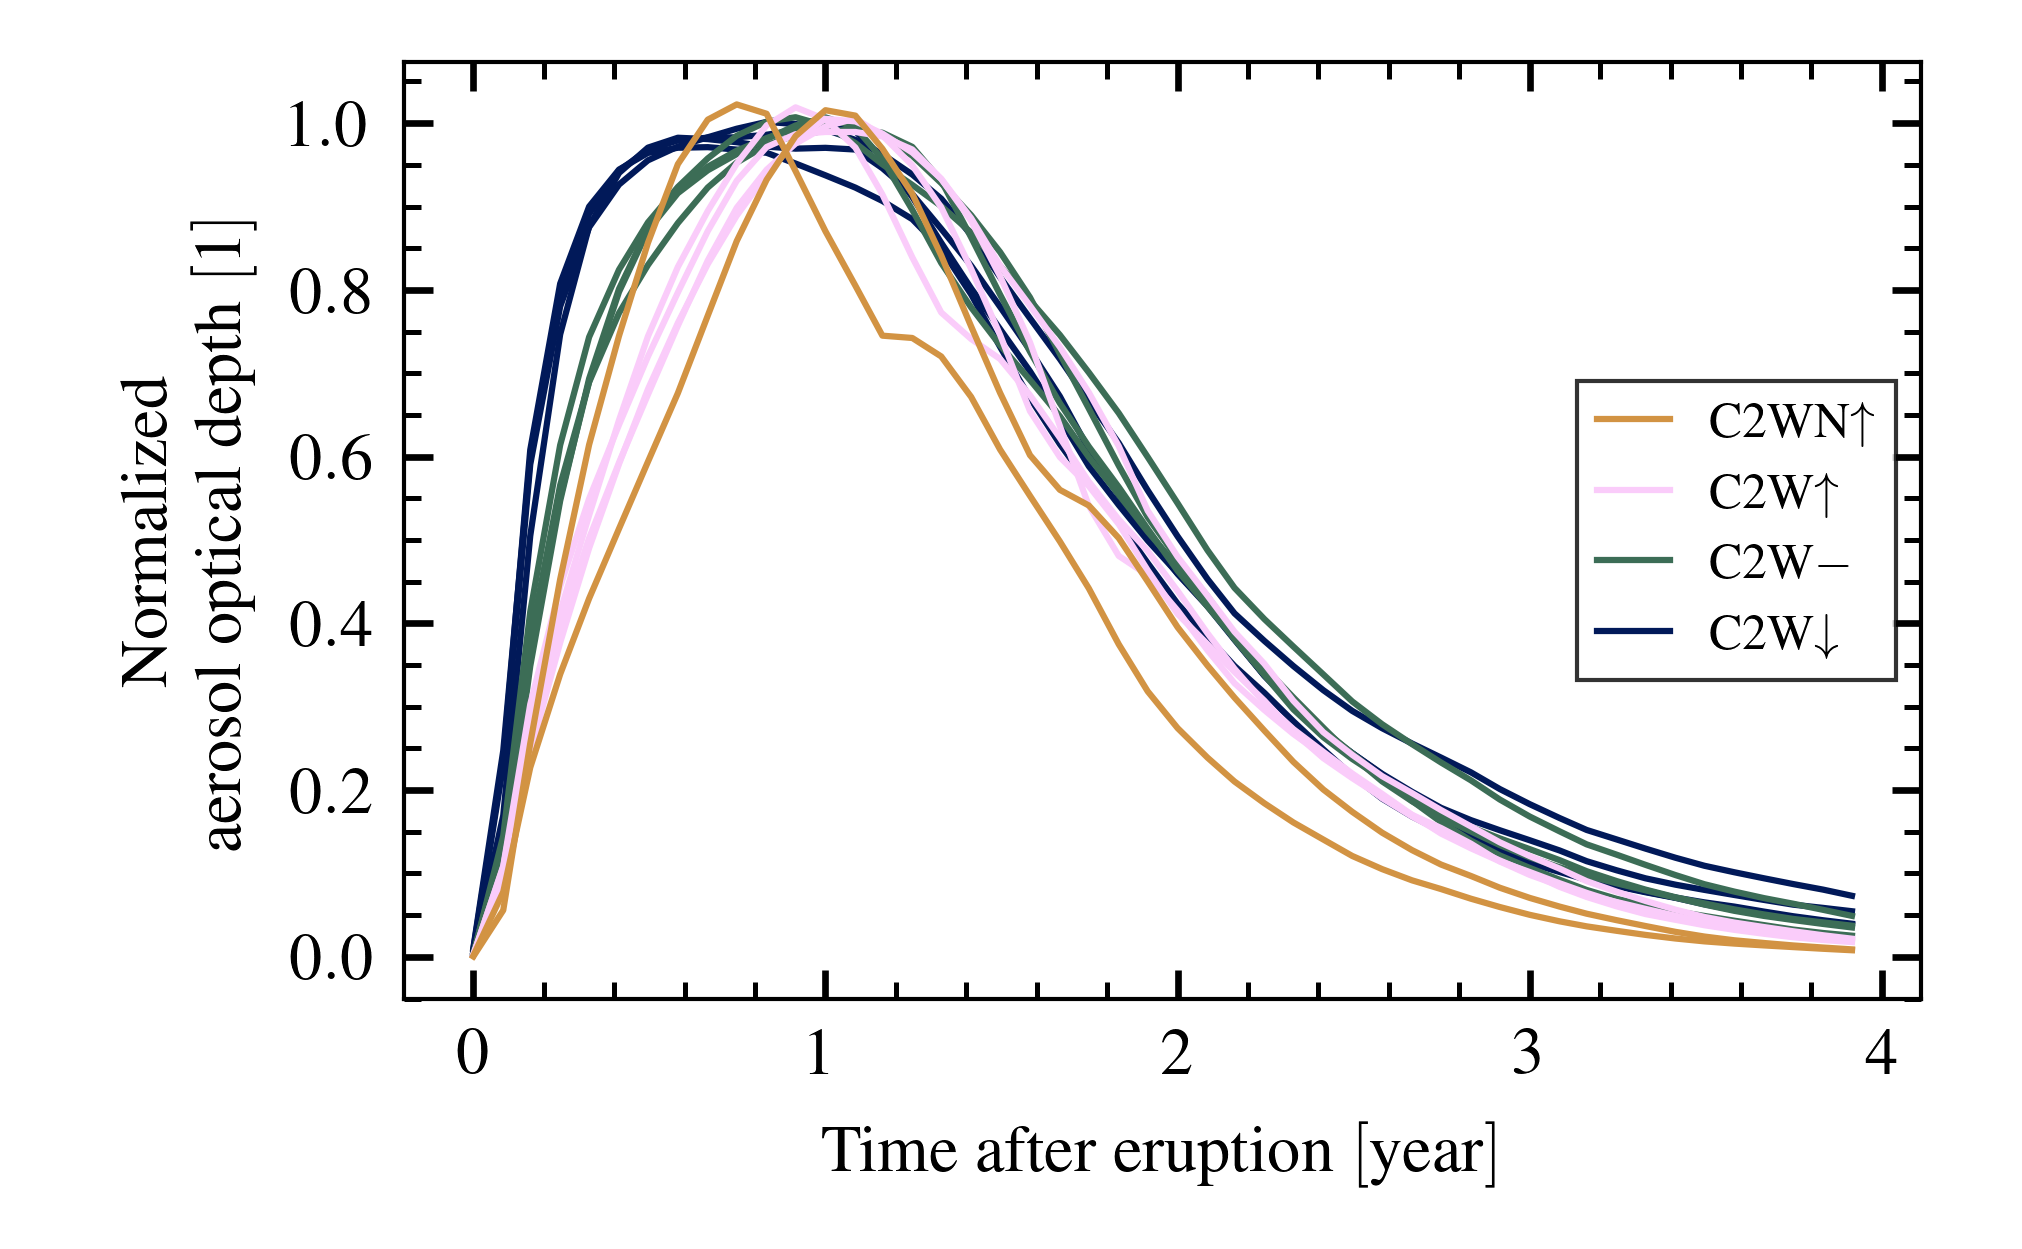 Normalized
aerosol optical depth [1]
1.0
0.8
0.6
0.4
0.2
0.0
C2WN↑
C2W↑
C2W−
C2W↓
0 1 2 3 4
Time after eruption [year]